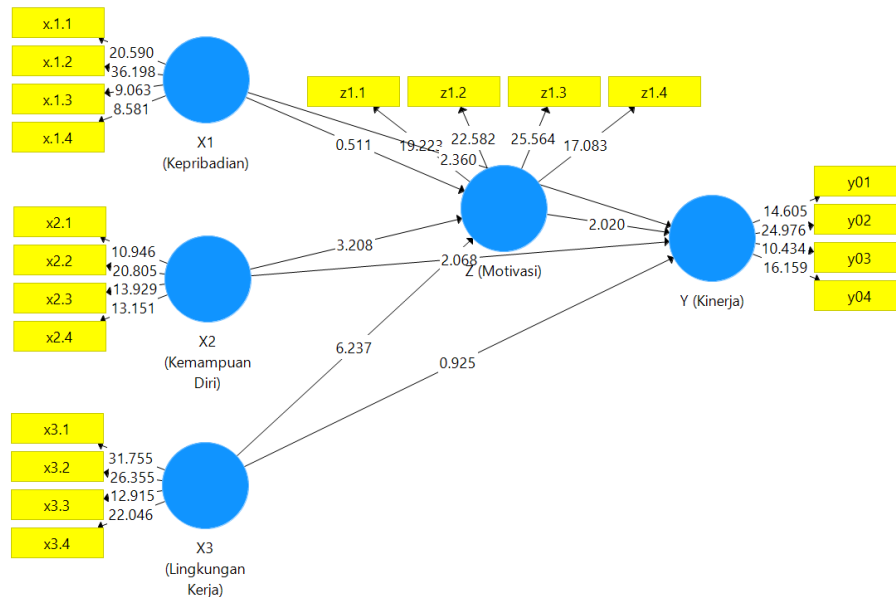 x.1.1
x.1.2
x.1.3
x.1.4
20.590
36.198
9.063
8.581
X1
(Kepribadian)
z1.1
z1.2
z1.3
z1.4
19.223
22.582
25.564
17.083
0.511
2.360
x2.1
x2.2
x2.3
x2.4
10.946
20.805
13.929
13.151
X2
(Kemampuan
Diri)
3.208
2.068
Z (Motivasi)
2.020
6.237
0.925
y01
y02
y03
y04
14.605
24.976
10.434
16.159
Y (Kinerja)
x3.1
x3.2
x3.3
x3.4
31.755
26.355
12.915
22.046
X3
(Lingkungan
Kerja)